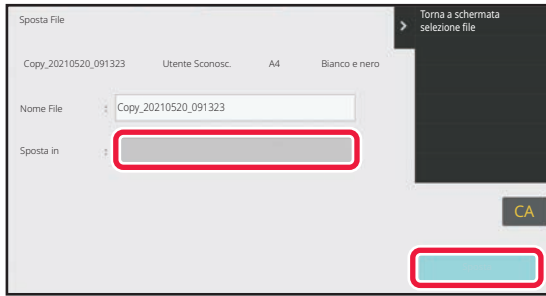 Sposta File
Torna a schermata
selezione file
Copy_20210520_091323 Utente Sconosc. A4 Bianco e nero
Nome File : Copy_20210520_091323
Sposta in :
CA